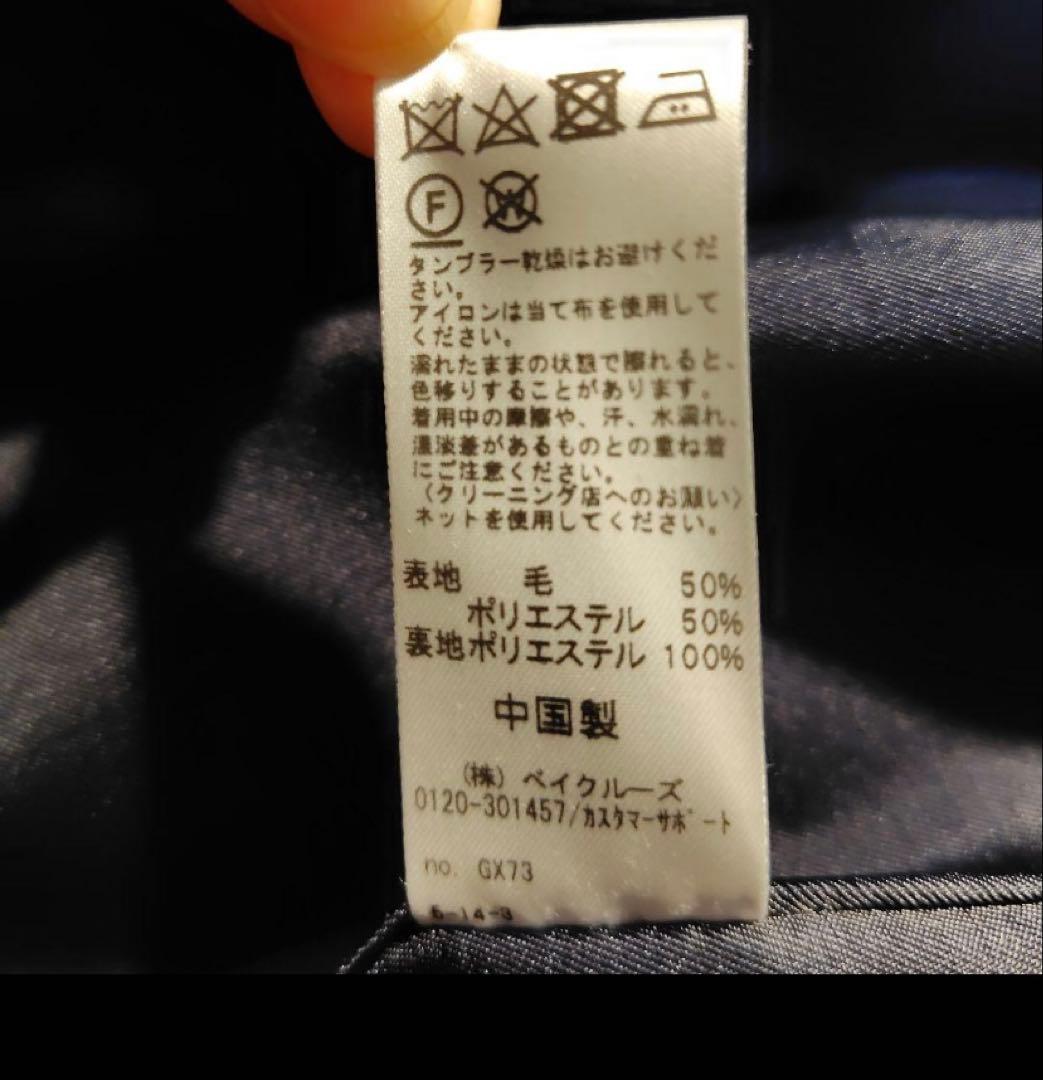 F W
タンブラー乾燥はお避けくだ
さい。
アイロンは当て布を使用して
ください。
濡れたままの状態で擦れると、
色移りすることがあります。
着用中の摩擦や、汗、水濡れ、
濃淡差があるものとの重ね着
にご注意ください。
〈クリーニング店へのお願い〉
ネットを使用してください。
表地 毛 50%
ポリエステル 50%
裏地ポリエステル 100%
中国製
(株) ベイクルーズ
0120-301457/カスタマーサポート
no. GX73